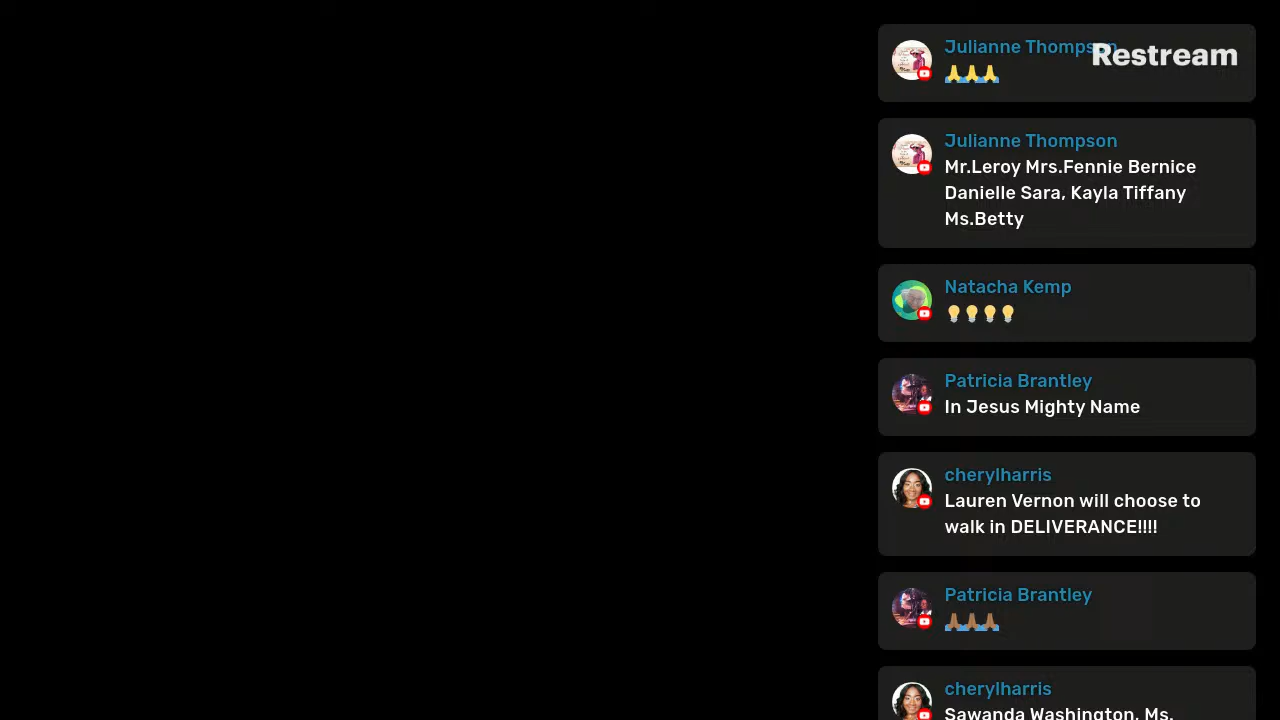 Julianne Thompson
Restream
🙏🙏🙏
Julianne Thompson
Mr.Leroy Mrs.Fennie Bernice
Danielle Sara, Kayla Tiffany
Ms.Betty
Natacha Kemp
💡💡💡💡
Patricia Brantley
In Jesus Mighty Name
cherylharris
Lauren Vernon will choose to
walk in DELIVERANCE!!!!
Patricia Brantley
🙏🏾🙏🏾🙏🏾
cherylharris
Sawanda Washington, Ms.